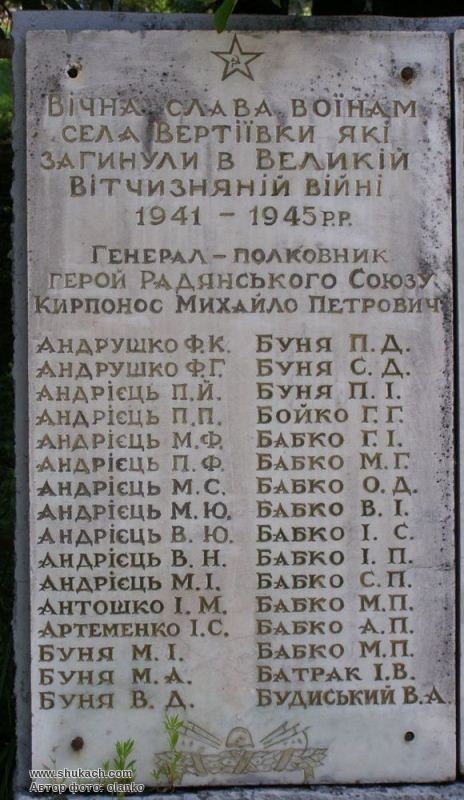 Вічна слава воїнам
села Вертіївки які
загинули в Великій
Вітчизняній війні
1941 – 1945 р.р.
Генерал – полковник
герой Радянського Союзу
Кирпонос Михайло Петрович
Андрушко Ф.К.
Андрушко Ф.Г.
Андрієць П.Й.
Андрієць П.П.
Андрієць М.Ф.
Андрієць П.Ф.
Андрієць М.С.
Андрієць М.Ю.
Андрієць В.Ю.
Андрієць В.Н.
Андрієць М.І.
Антошко І.М.
Артеменко І.С.
Буня М.І.
Буня М.А.
Буня В.Д.
Буня П.Д.
Буня С.Д.
Буня П.І.
Бойко Г.Г.
Бабко Г.І.
Бабко М.Г.
Бабко О.Д.
Бабко В.І.
Бабко І.С.
Бабко І.П.
Бабко С.П.
Бабко М.П.
Бабко А.П.
Бабко М.П.
Батрак І.В.
Будиський В.А.
www.shukach.com
Автор фото: olanko